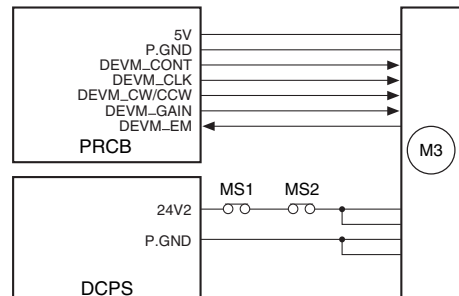 5V
P.GND
DEVM_CONT
DEVM_CLK
DEVM_CW/CCW
DEVM_GAIN
DEVM_EM
PRCB
M3
MS1 MS2
24V2
P.GND
DCPS